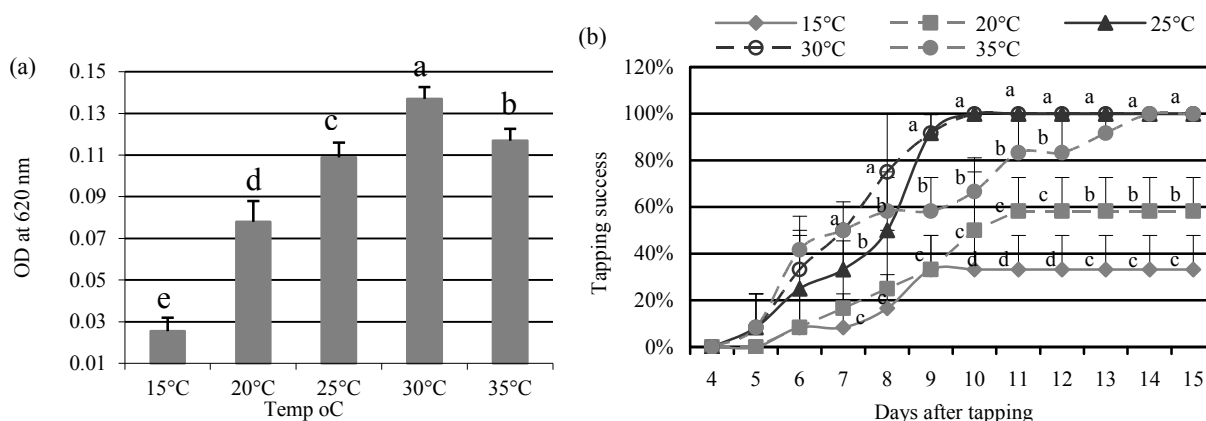 (a)
0.15
0.13
0.11
0.09
0.07
0.05
0.03
0.01
OD at 620 nm
e
d
c
a
b
15°C 20°C 25°C 30°C 35°C
Temp oC
(b)
15°C 20°C 25°C
30°C 35°C
120%
100%
80%
60%
40%
20%
0%
Tapping success
a a a a a a a
a b b
a b b b
a b c c b b b
b c
c c d d d c c c
c
4 5 6 7 8 9 10 11 12 13 14 15
Days after tapping